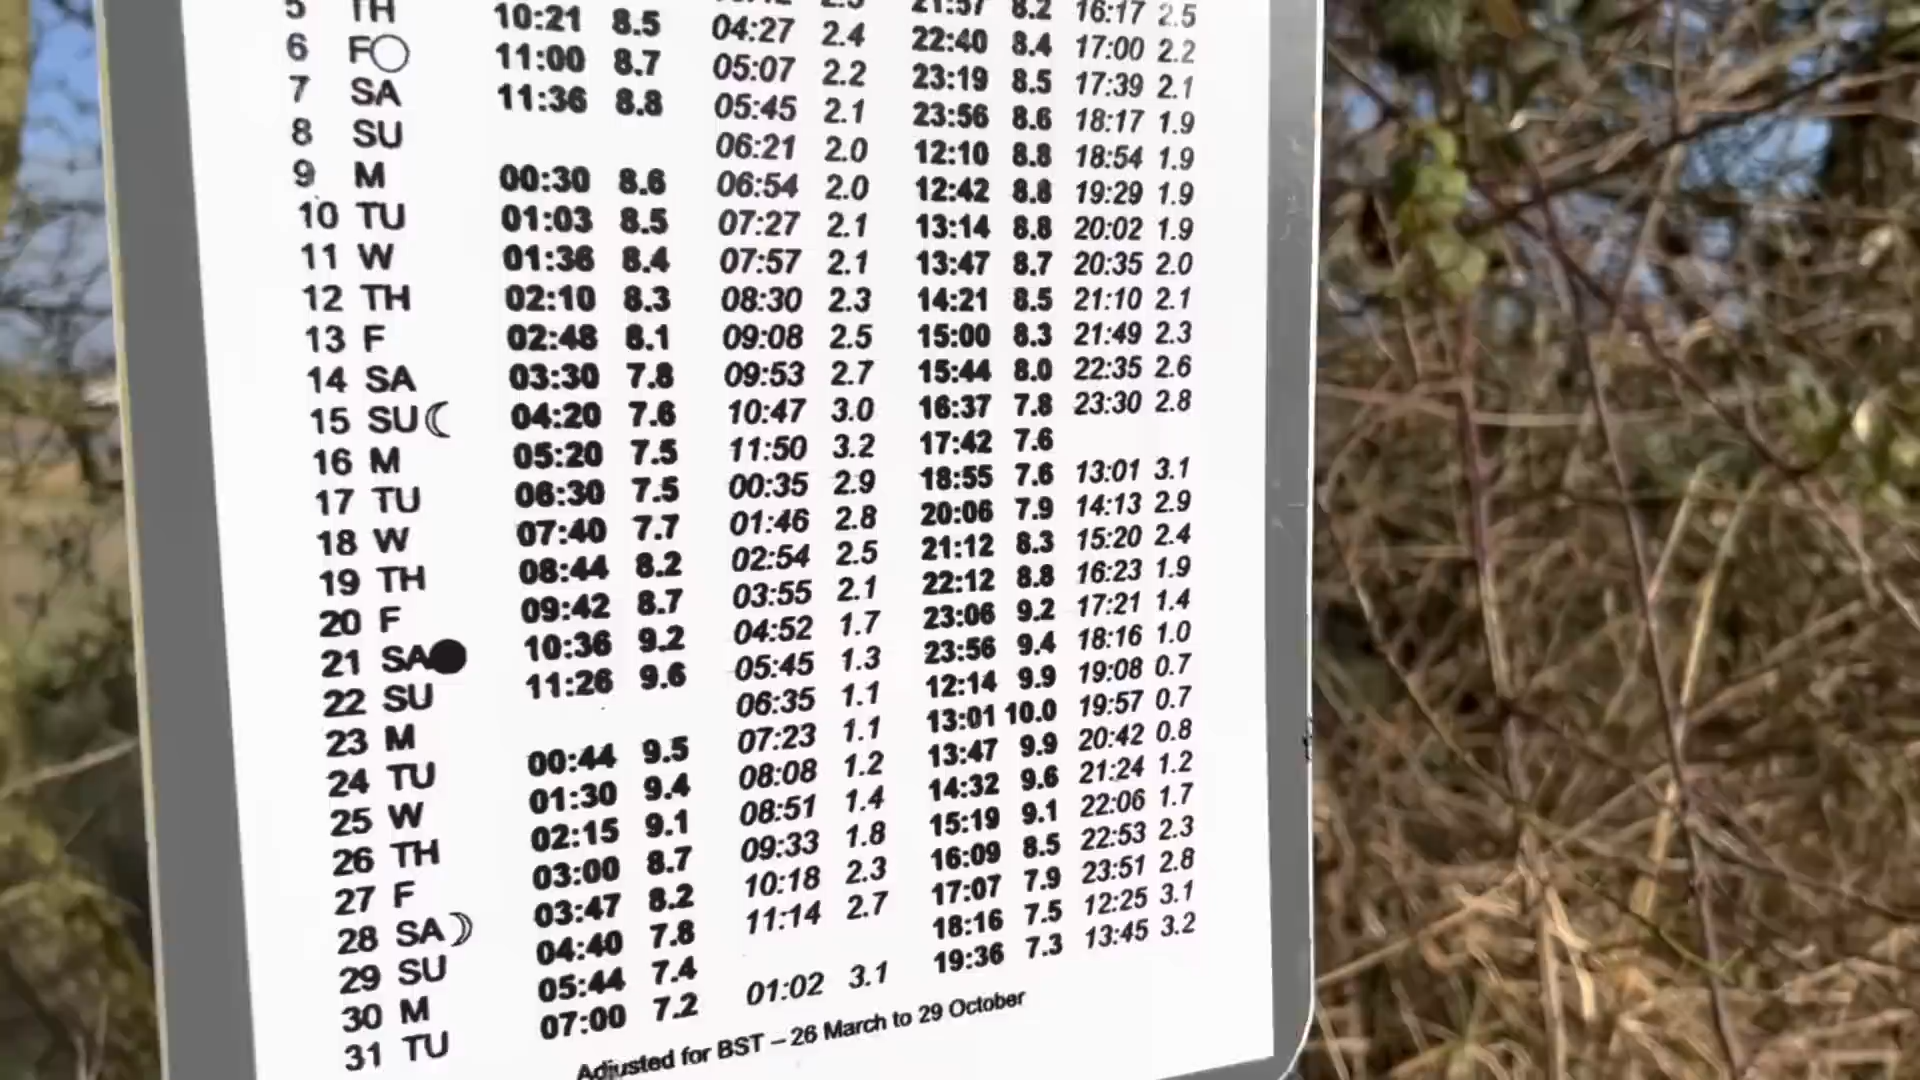 21:57 8.2 16:17 2.5
5 TH 10:21 8.5 04:27 2.4 22:40 8.4 17:00 2.2
6 F 11:00 8.7 05:07 2.2 23:19 8.5 17:39 2.1
7 SA 11:36 8.8 05:45 2.1 23:56 8.6 18:17 1.9
8 SU 06:21 2.0 12:10 8.8 18:54 1.9
9 M 00:30 8.6 06:54 2.0 12:42 8.8 19:29 1.9
10 TU 01:03 8.5 07:27 2.1 13:14 8.8 20:02 1.9
11 W 01:36 8.4 07:57 2.1 13:47 8.7 20:35 2.0
12 TH 02:10 8.3 08:30 2.3 14:21 8.5 21:10 2.1
13 F 02:48 8.1 09:08 2.5 15:00 8.3 21:49 2.3
14 SA 03:30 7.8 09:53 2.7 15:44 8.0 22:35 2.6
15 SU 04:20 7.6 10:47 3.0 16:37 7.8 23:30 2.8
16 M 05:20 7.5 11:50 3.2 17:42 7.6
17 TU 06:30 7.5 00:35 2.9 18:55 7.6 13:01 3.1
18 W 07:40 7.7 01:46 2.8 20:06 7.9 14:13 2.9
19 TH 08:44 8.2 02:54 2.5 21:12 8.3 15:20 2.4
20 F 09:42 8.7 03:55 2.1 22:12 8.8 16:23 1.9
21 SA 10:36 9.2 04:52 1.7 23:06 9.2 17:21 1.4
22 SU 11:26 9.6 05:45 1.3 23:56 9.4 18:16 1.0
23 M 06:35 1.1 12:14 9.9 19:08 0.7
24 TU 00:44 9.5 07:23 1.1 13:01 10.0 19:57 0.7
25 W 01:30 9.4 08:08 1.2 13:47 9.9 20:42 0.8
26 TH 02:15 9.1 08:51 1.4 14:32 9.6 21:24 1.2
27 F 03:00 8.7 09:33 1.8 15:19 9.1 22:06 1.7
28 SA 03:47 8.2 10:18 2.3 16:09 8.5 22:53 2.3
29 SU 04:40 7.8 11:14 2.7 17:07 7.9 23:51 2.8
30 M 05:44 7.4 18:16 7.5 12:25 3.1
31 TU 07:00 7.2 01:02 3.1 19:36 7.3 13:45 3.2
Adjusted for BST – 26 March to 29 October